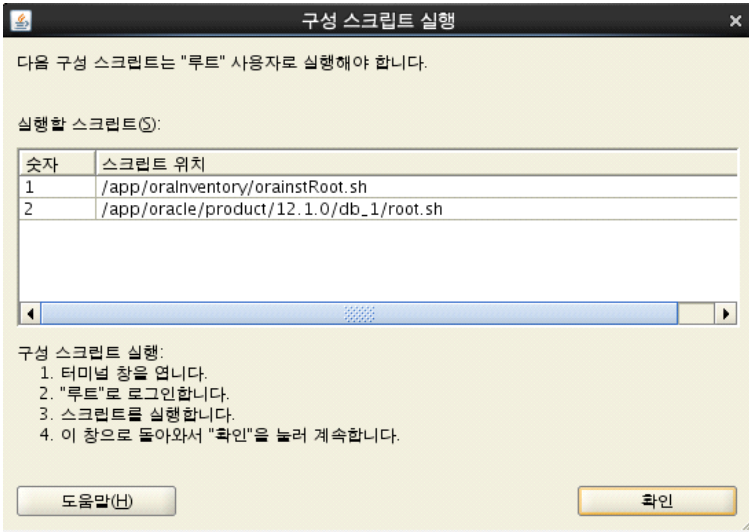 구성 스크립트 실행
다음 구성 스크립트는 "루트" 사용자로 실행해야 합니다.
실행할 스크립트(S):
숫자 스크립트 위치
1 /app/oraInventory/orainstRoot.sh
2 /app/oracle/product/12.1.0/db_1/root.sh
구성 스크립트 실행:
1. 터미널 창을 엽니다.
2. "루트"로 로그인합니다.
3. 스크립트를 실행합니다.
4. 이 창으로 돌아와서 "확인"을 눌러 계속합니다.
도움말(H) 확인